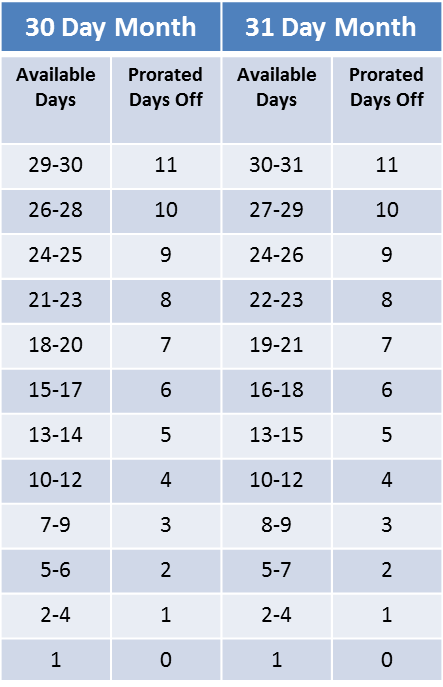 30 Day Month 31 Day Month
Available Prorated Available Prorated
Days Days Off Days Days Off
29-30 11 30-31 11
26-28 10 27-29 10
24-25 9 24-26 9
21-23 8 22-23 8
18-20 7 19-21 7
15-17 6 16-18 6
13-14 5 13-15 5
10-12 4 10-12 4
7-9 3 8-9 3
5-6 2 5-7 2
2-4 1 2-4 1
1 0 1 0